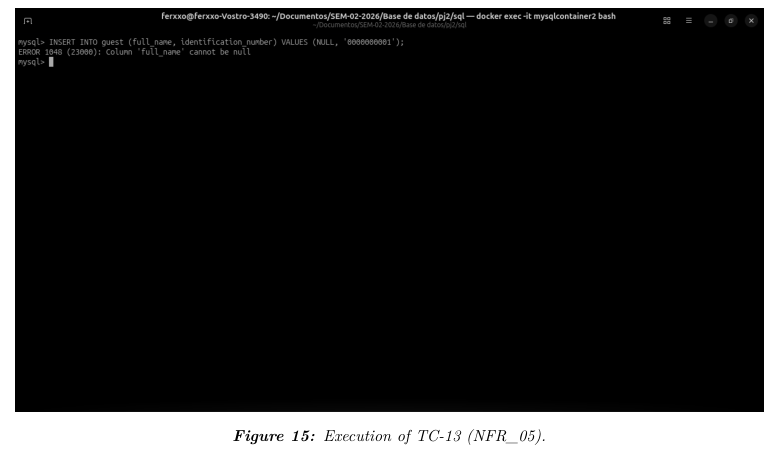 ferxxo@ferxxo-Vostro-3490: ~/Documentos/SEM-02-2026/Base de datos/pj2/sql — docker exec -it mysqlcontainer2 bash
~/Documentos/SEM-02-2026/Base de datos/pj2/sql
mysql> INSERT INTO guest (full_name, identification_number) VALUES (NULL, '0000000001');
ERROR 1048 (23000): Column 'full_name' cannot be null
mysql>
Figure 15: Execution of TC-13 (NFR_05).